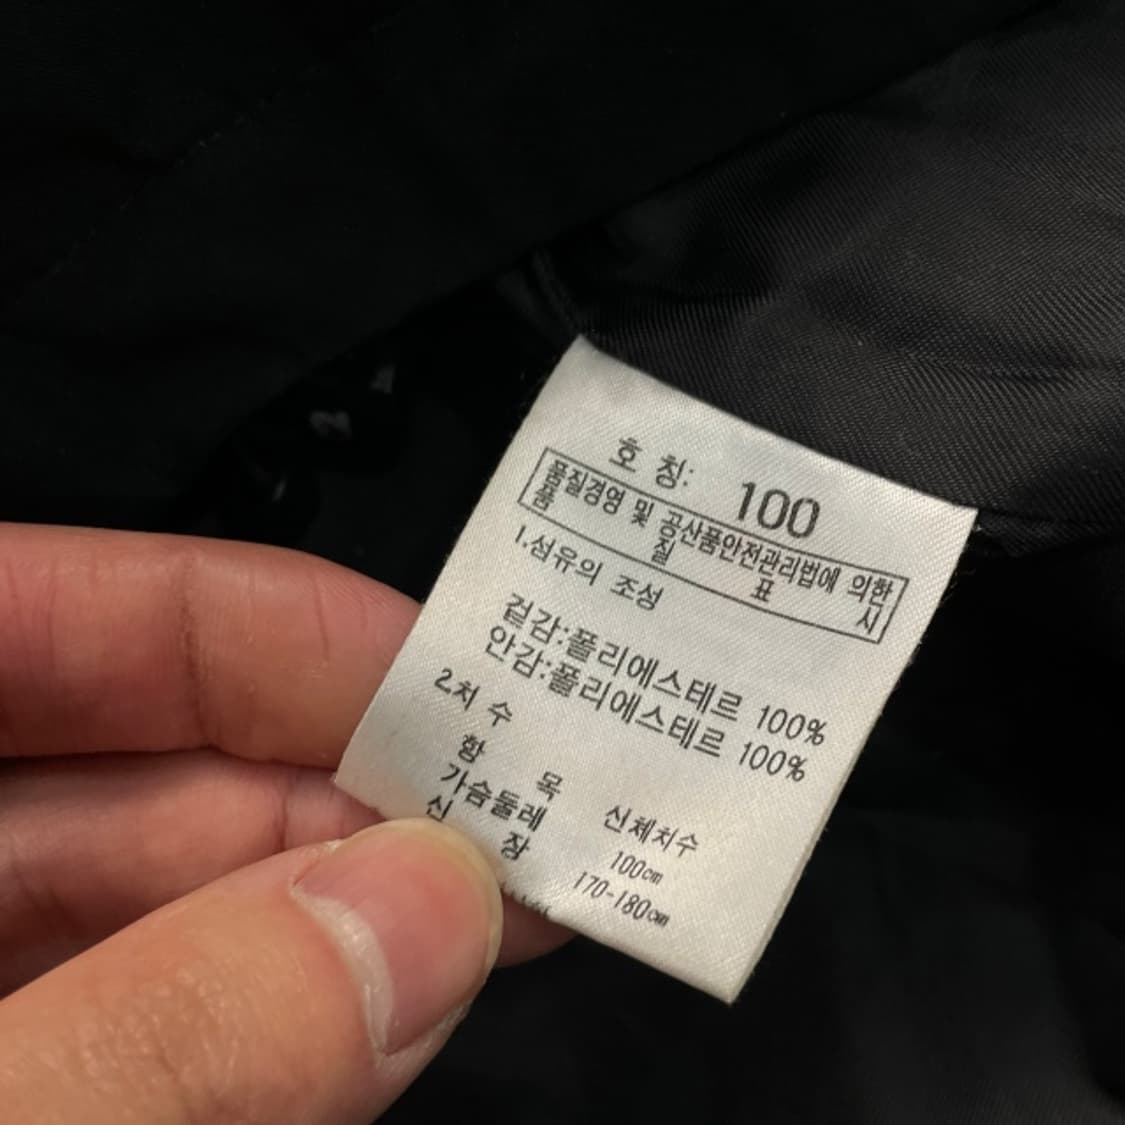 호 칭: 100
품질경영 및 공산품안전관리법에 의한
품 질 표 시
1.섬유의 조성
겉감:폴리에스테르 100%
안감:폴리에스테르 100%
2.치 수
항 목 신체치수
가슴둘레 100cm
신 장 170-180cm